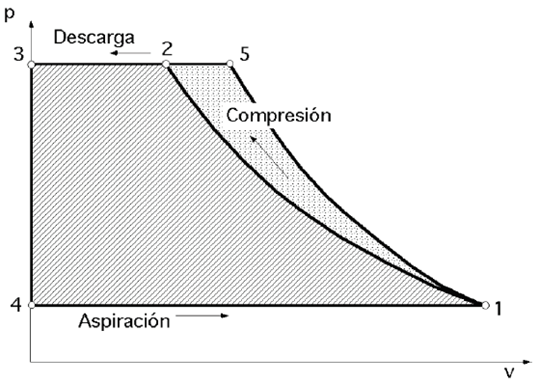 p
Descarga
3
2
5
Compresión
4
1
Aspiración
v